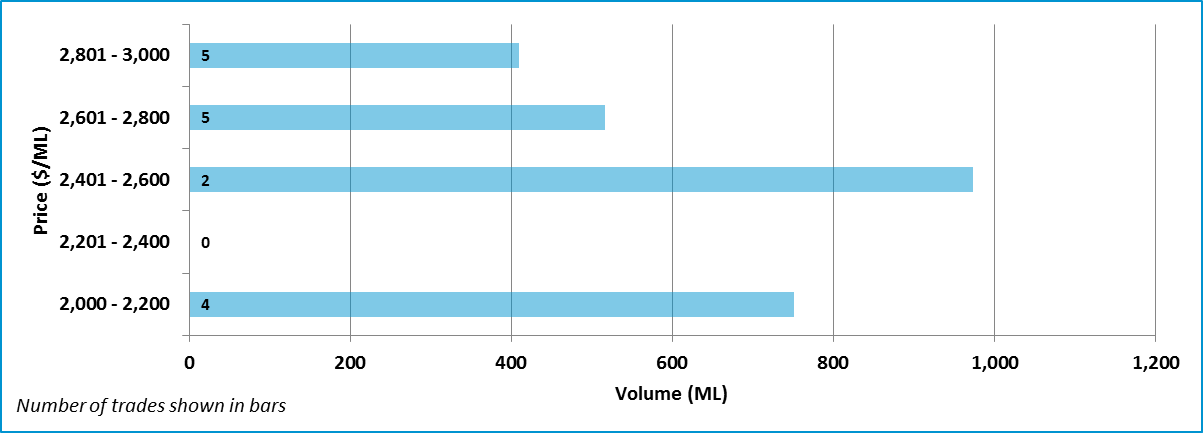 Price ($/ML)
2,801 - 3,000 5
2,601 - 2,800 5
2,401 - 2,600 2
2,201 - 2,400 0
2,000 - 2,200 4
0 200 400 600 800 1,000 1,200
Volume (ML)
Number of trades shown in bars